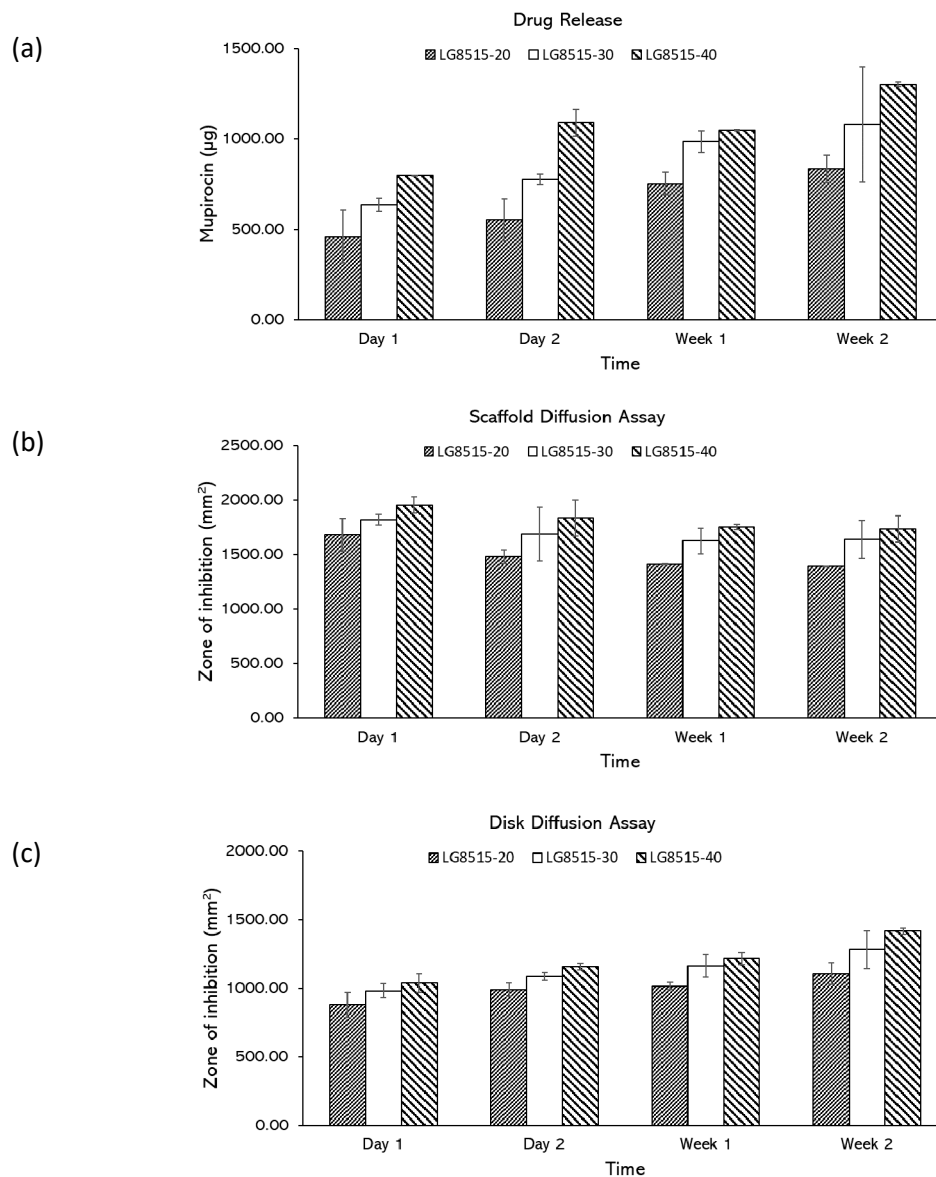 (a)
Drug Release
1500.00
LG8515-20 LG8515-30 LG8515-40
1000.00
500.00
0.00
Mupirocin (µg)
Day 1 Day 2 Week 1 Week 2
Time
(b)
Scaffold Diffusion Assay
2500.00
LG8515-20 LG8515-30 LG8515-40
2000.00
1500.00
1000.00
500.00
0.00
Zone of inhibition (mm²)
Day 1 Day 2 Week 1 Week 2
Time
(c)
Disk Diffusion Assay
2000.00
LG8515-20 LG8515-30 LG8515-40
1500.00
1000.00
500.00
0.00
Zone of inhibition (mm²)
Day 1 Day 2 Week 1 Week 2
Time